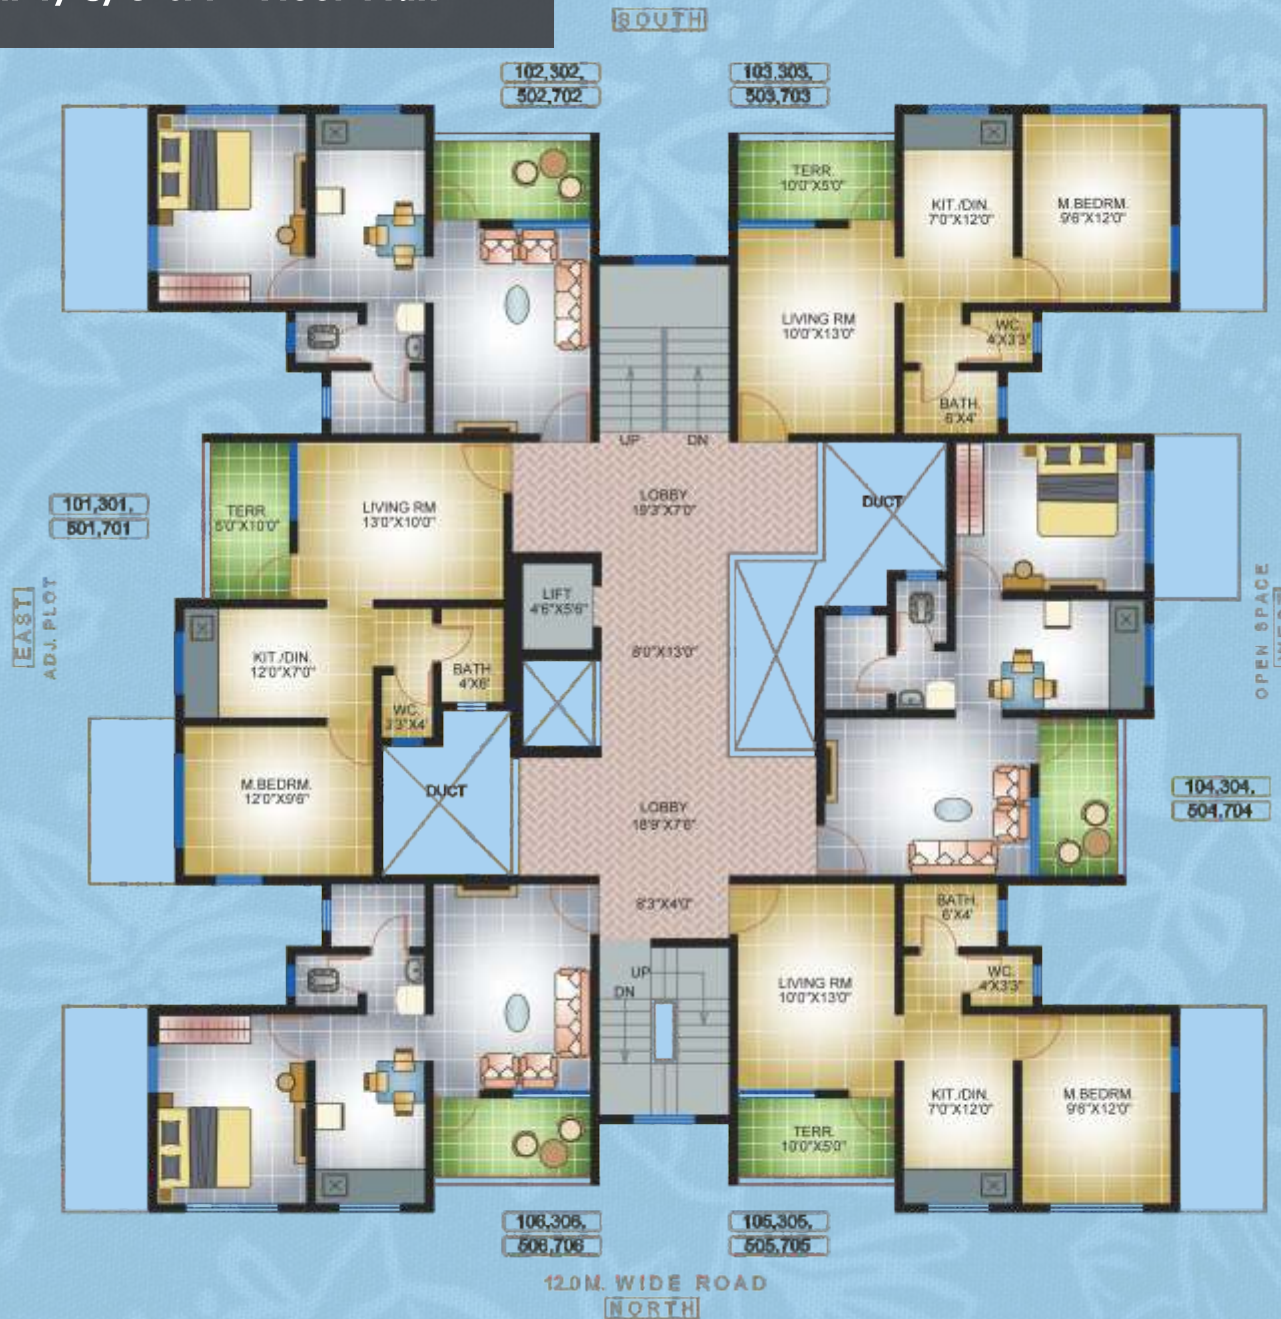 Floor Plan
SOUTH
102,302,
502,702
103,303,
503,703
TERR.
10'0"X5'0"
KIT./DIN.
7'0"X12'0"
M.BEDRM.
9'6"X12'0"
LIVING RM
10'0"X13'0"
WC.
4'X3'3"
BATH.
6'X4'
UP
DN
101,301,
501,701
TERR.
5'0"X10'0"
LIVING RM
13'0"X10'0"
LOBBY
19'3"X7'0"
DUCT
LIFT
4'6"X5'6"
EAST
ADJ. PLOT
KIT./DIN.
12'0"X7'0"
BATH
4'X6'
8'0"X13'0"
OPEN SPACE
WC.
3'3"X4'
M.BEDRM.
12'0"X9'6"
DUCT
LOBBY
18'9"X7'6"
104,304,
504,704
8'3"X4'0"
BATH.
6'X4'
UP
DN
LIVING RM
10'0"X13'0"
WC.
4'X3'3"
KIT./DIN.
7'0"X12'0"
M.BEDRM.
9'6"X12'0"
TERR.
10'0"X5'0"
106,306,
506,706
105,305,
505,705
12.0 M. WIDE ROAD
NORTH